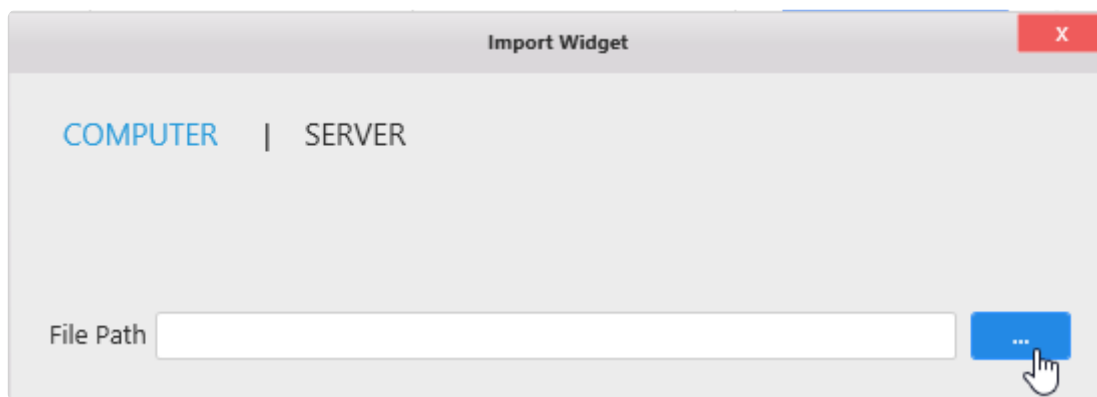 Import Widget X
COMPUTER | SERVER
File Path ...